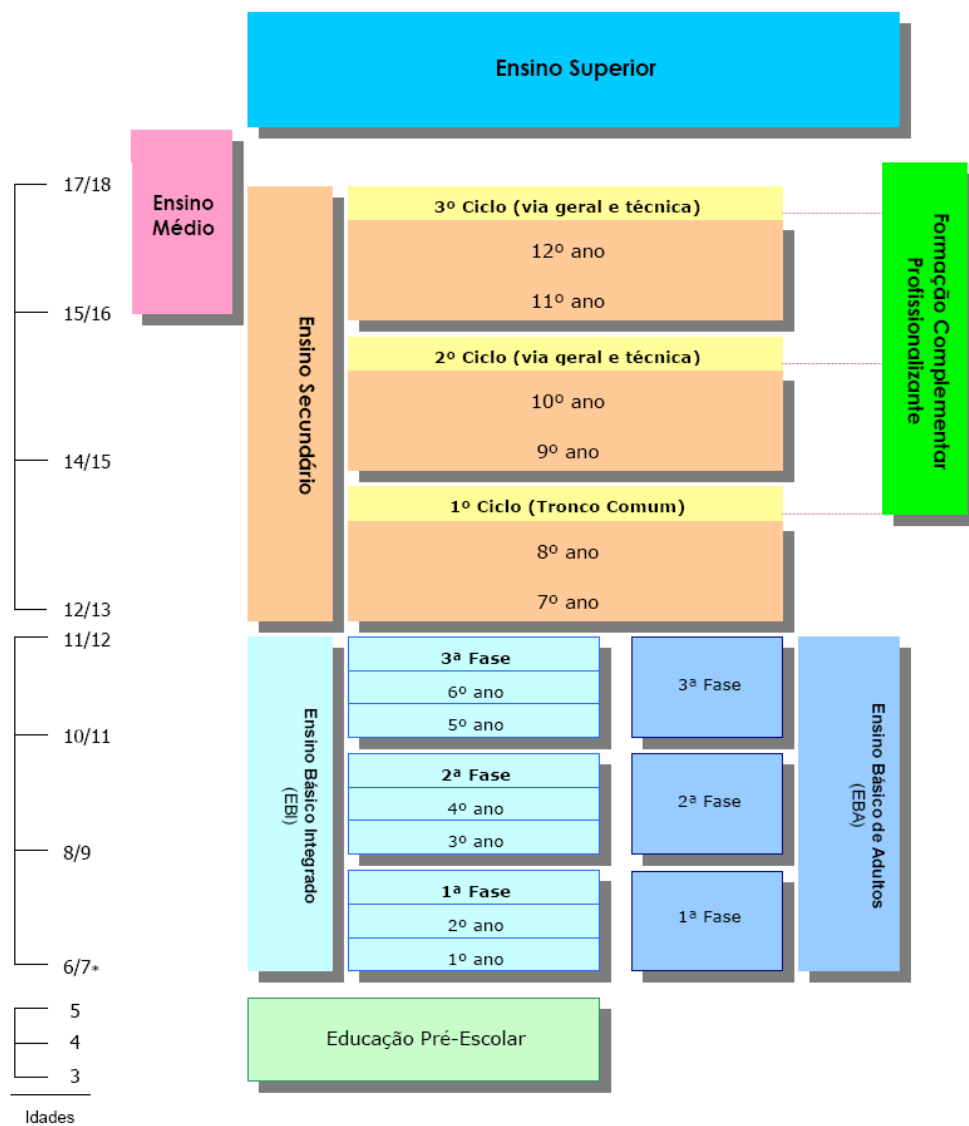 Ensino Superior
Ensino
Médio
17/18
15/16
14/15
12/13
Ensino Secundário
3º Ciclo (via geral e técnica)
12º ano
11º ano
2º Ciclo (via geral e técnica)
10º ano
9º ano
1º Ciclo (Tronco Comum)
8º ano
7º ano
Formação Complementar
Profissionalizante
11/12
10/11
8/9
6/7*
Ensino Básico Integrado
(EBI)
3ª Fase
6º ano
5º ano
2ª Fase
4º ano
3º ano
1ª Fase
2º ano
1º ano
3ª Fase
2ª Fase
1ª Fase
Ensino Básico de Adultos
(EBA)
5
4
3
Educação Pré-Escolar
Idades